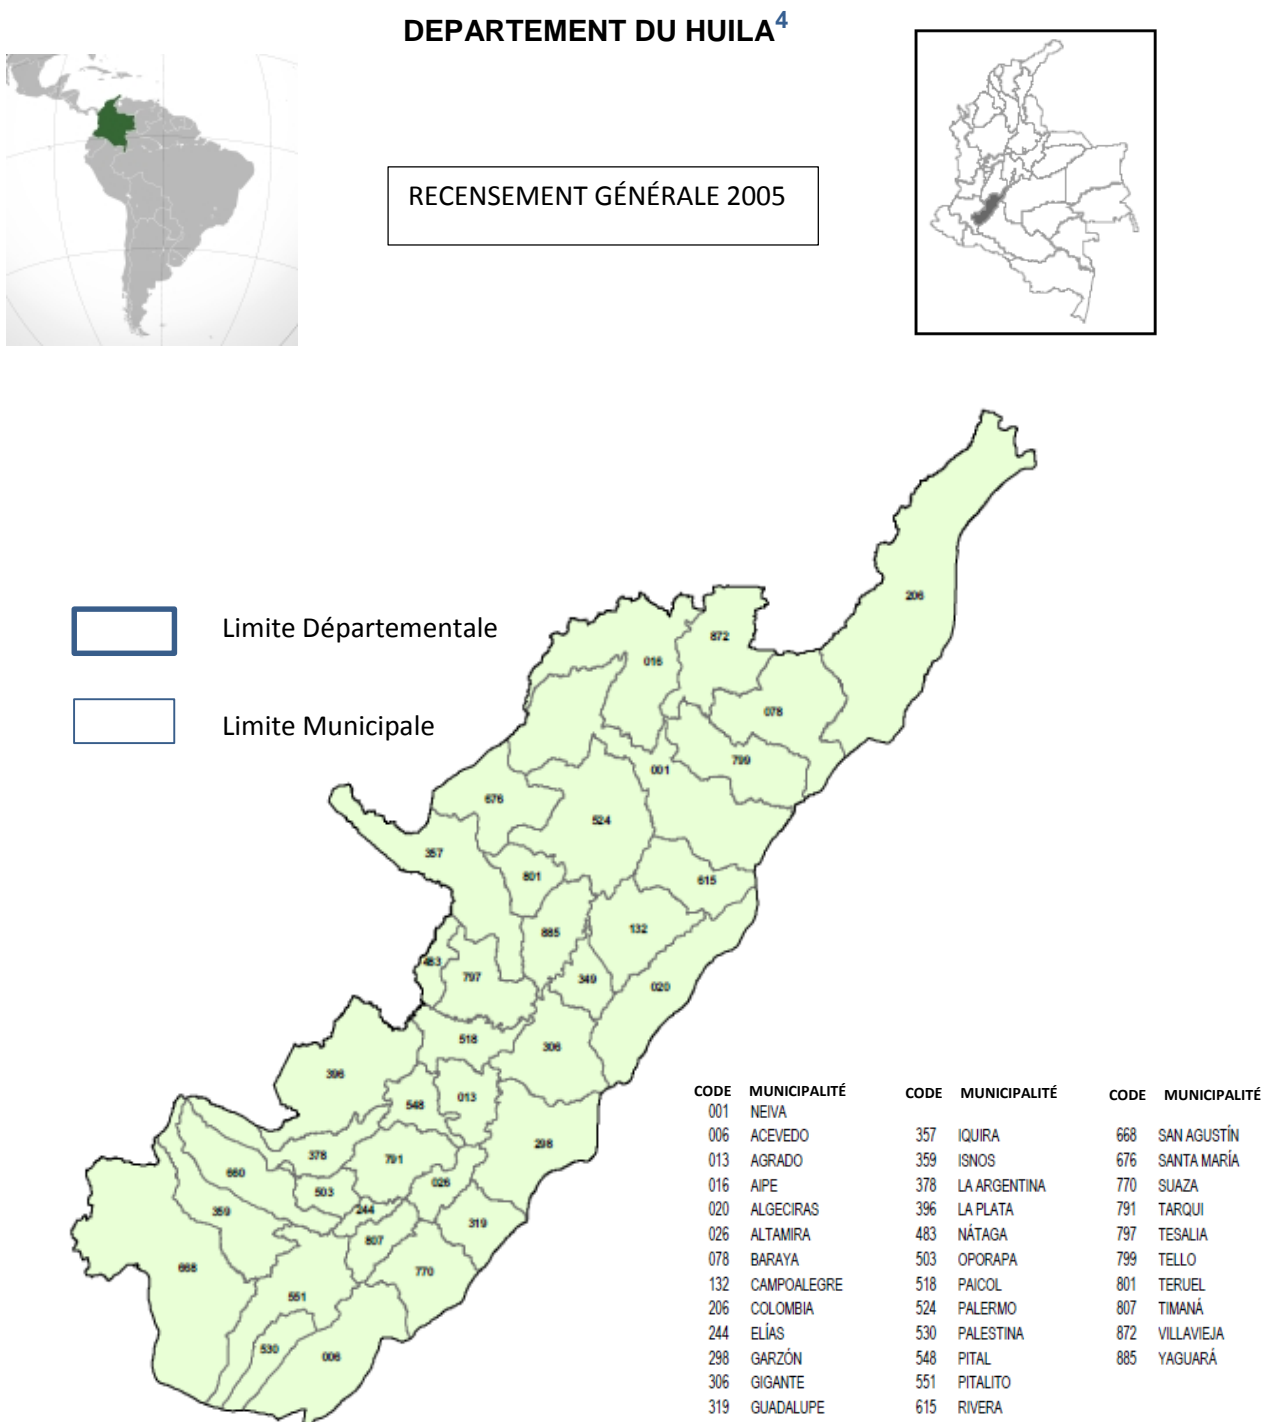 DEPARTEMENT DU HUILA4
RECENSEMENT GÉNÉRALE 2005
Limite Départementale
Limite Municipale
206
872
016
078
799
001
676
524
357
801
615
885
132
483
797
349
020
518
306
396
548
013
298
378
791
660
503
026
359
244
319
807
668
770
551
530
006
CODE MUNICIPALITÉ
001 NEIVA
006 ACEVEDO
013 AGRADO
016 AIPE
020 ALGECIRAS
026 ALTAMIRA
078 BARAYA
132 CAMPOALEGRE
206 COLOMBIA
244 ELÍAS
298 GARZÓN
306 GIGANTE
319 GUADALUPE
CODE MUNICIPALITÉ
357 IQUIRA
359 ISNOS
378 LA ARGENTINA
396 LA PLATA
483 NÁTAGA
503 OPORAPA
518 PAICOL
524 PALERMO
530 PALESTINA
548 PITAL
551 PITALITO
615 RIVERA
CODE MUNICIPALITÉ
668 SAN AGUSTÍN
676 SANTA MARÍA
770 SUAZA
791 TARQUI
797 TESALIA
799 TELLO
801 TERUEL
807 TIMANÁ
872 VILLAVIEJA
885 YAGUARÁ